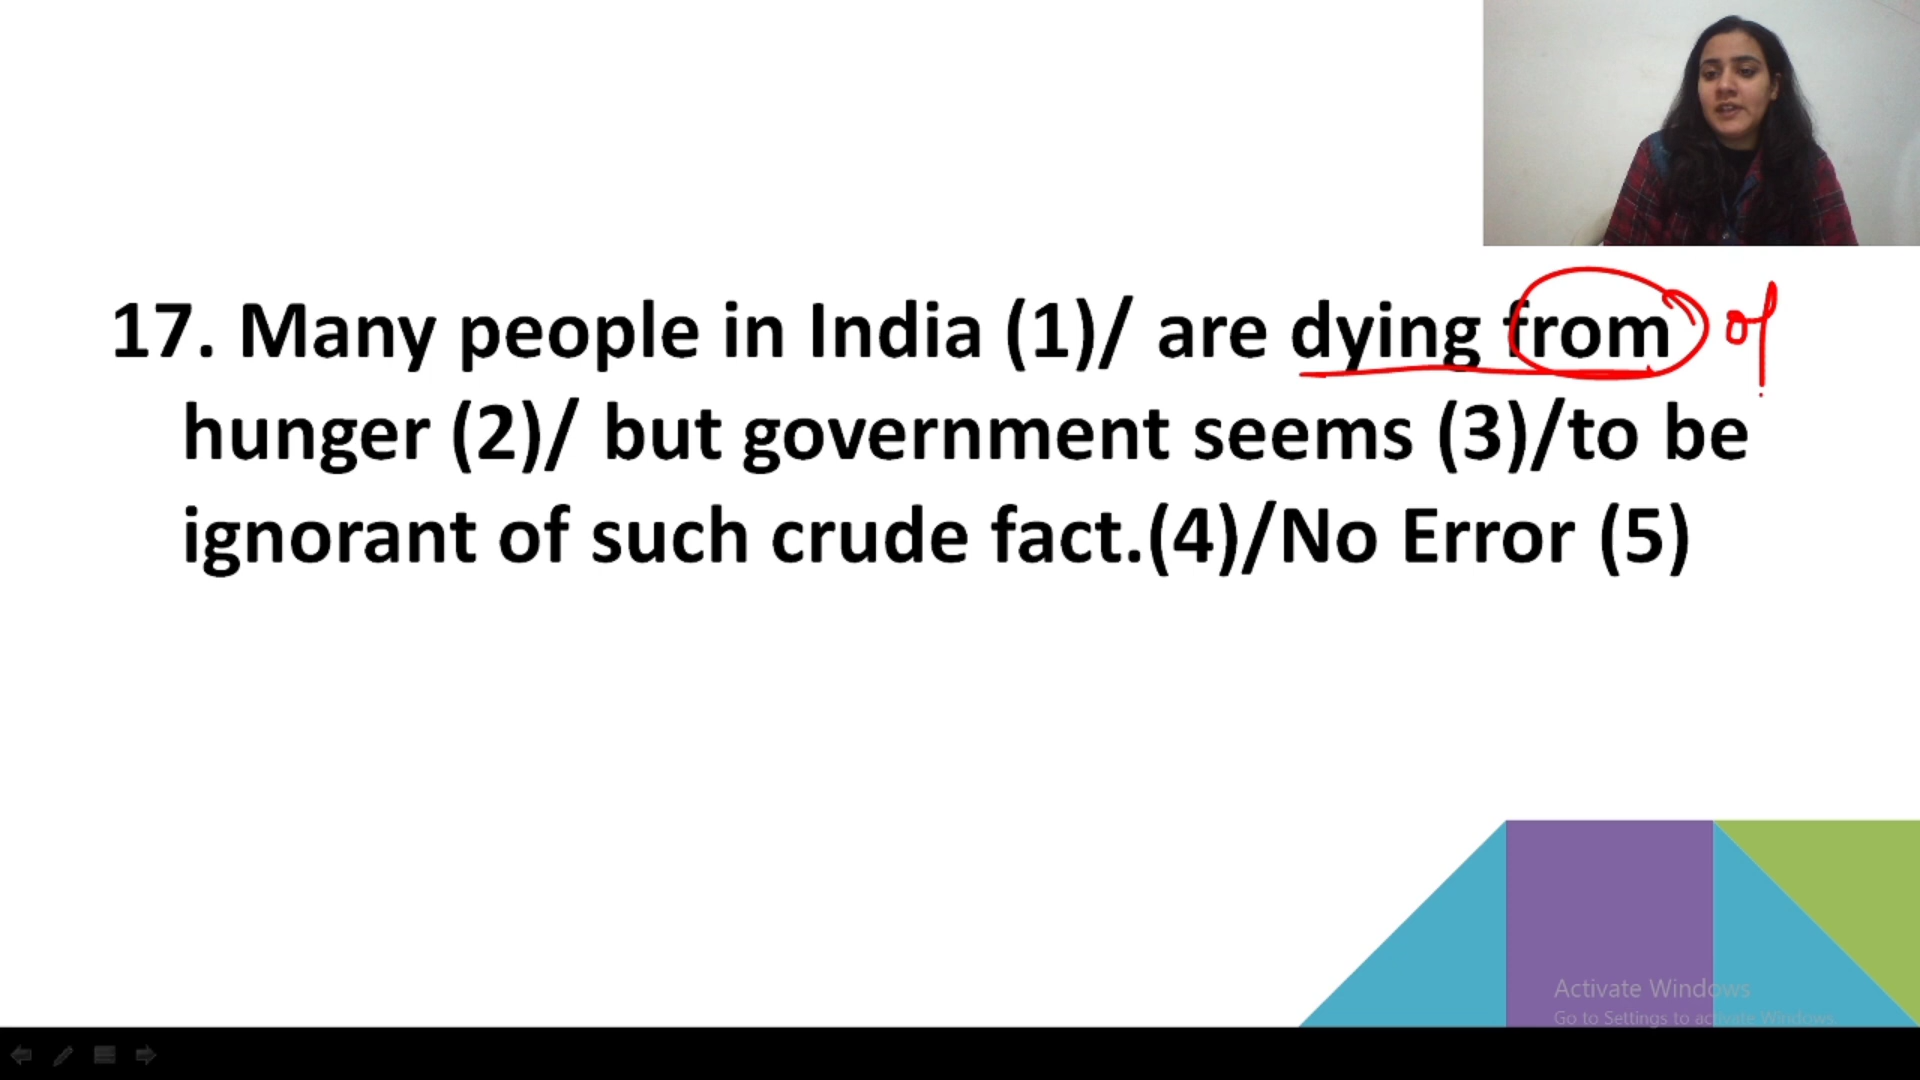 17. Many people in India (1)/ are dying from of
hunger (2)/ but government seems (3)/to be
ignorant of such crude fact.(4)/No Error (5)
Activate Windows
Go to Settings to activate Windows.